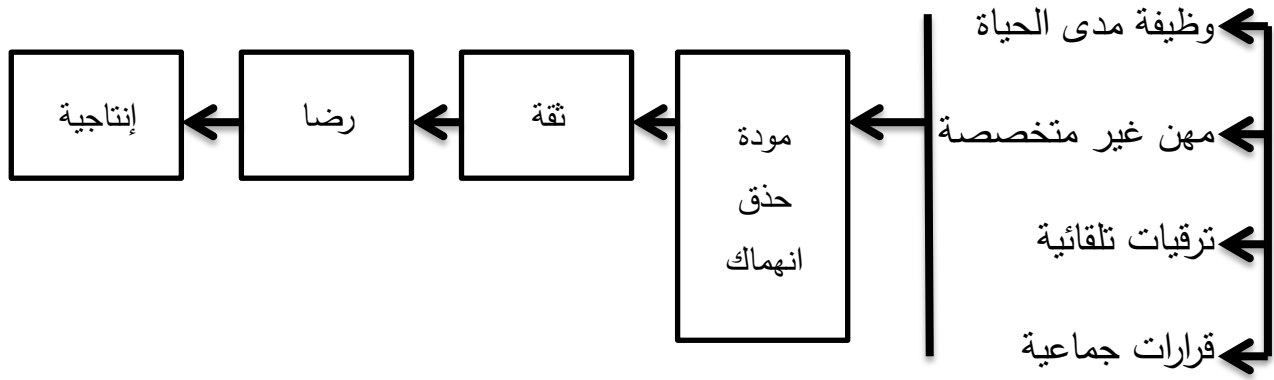 وظيفة مدى الحياة
مهن غير متخصصة
ترقيات تلقائية
قرارات جماعية
مودة
حذق
انهماك
ثقة
رضا
إنتاجية